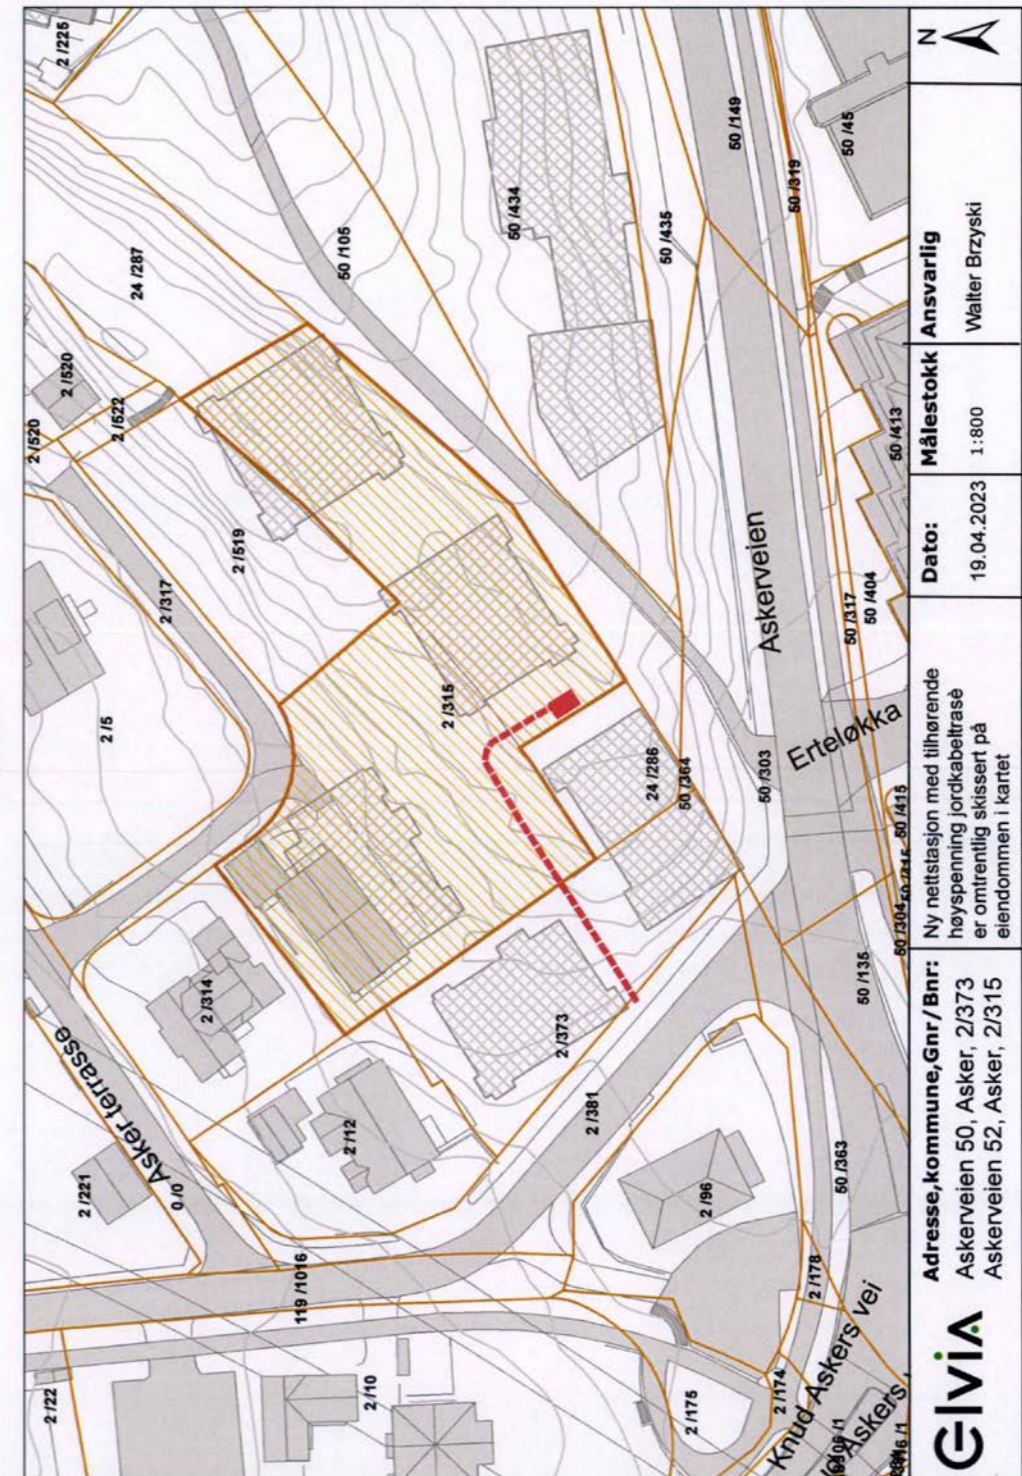 2 /225
24 /287
50 /105
50 /434
50 /435
50 /149
50 /319
50 /45
2 /520
2 /520
2 /522
2 /519
2 /317
2 /5
2 /315
24 /286
50 /364
50 /303
Askerveien
Erteløkka
50 /413
50 /404
50 /317
50 /415
50 /304
50 /135
2 /314
Asker terrasse
0 /0
2 /221
2 /12
2/373
2 /381
2 /96
50 /363
2 /178
119 /1016
2 /22
2 /10
2 /175
2 /174
Knud Askers vei
Askers
elvia
Adresse,kommune,Gnr/Bnr:
Askerveien 50, Asker, 2/373
Askerveien 52, Asker, 2/315
Ny nettstasjon med tilhørende
høyspenning jordkabeltrasè
er omtrentlig skissert på
eiendommen i kartet
Dato:
19.04.2023
Målestokk
1:800
Ansvarlig
Walter Brzyski
N